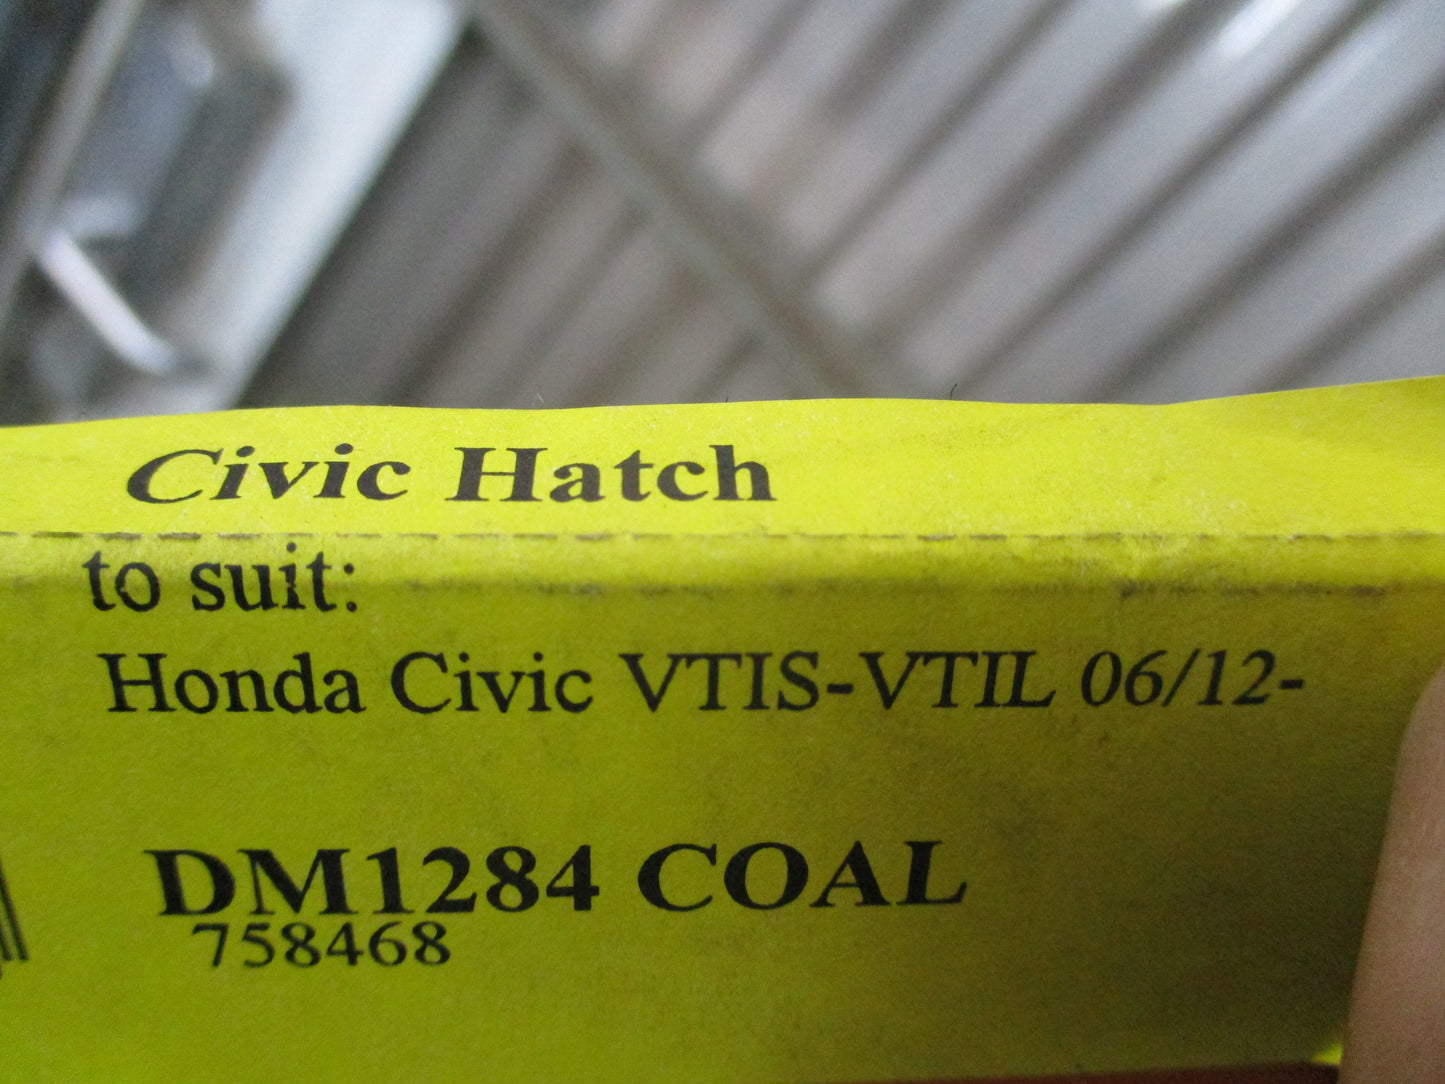 Civic Hatch
to suit:
Honda Civic VTIS-VTIL 06/12-
DM1284 COAL
758468